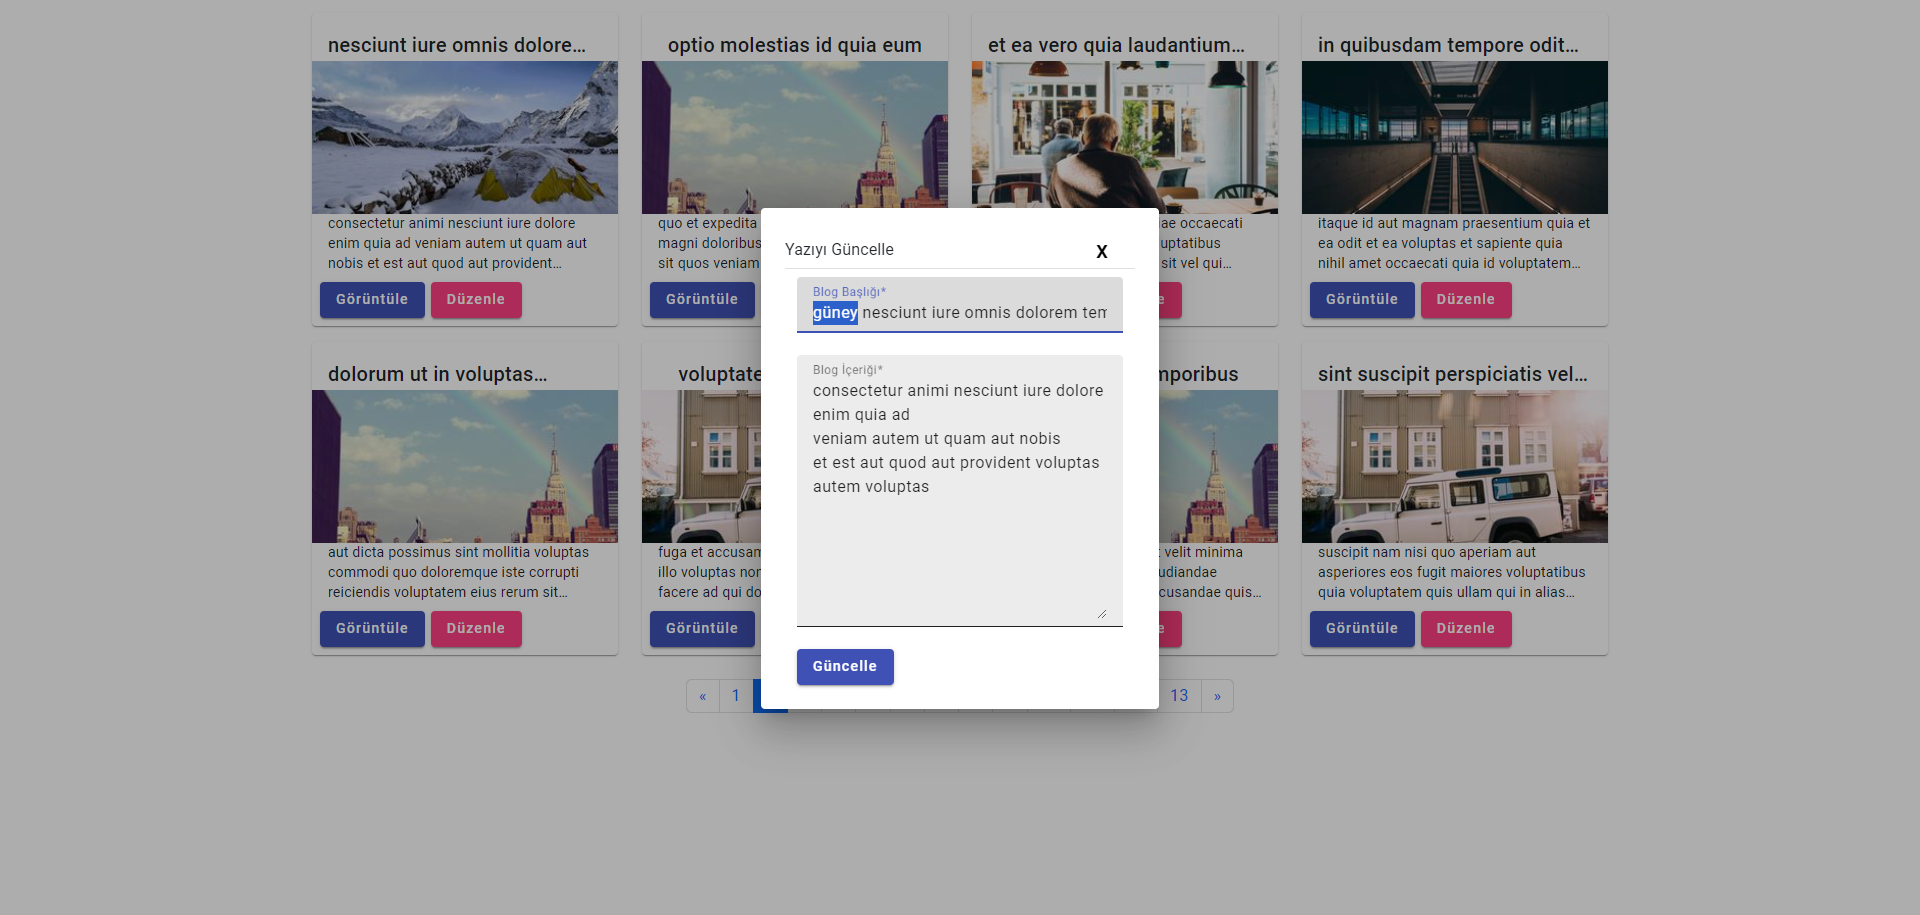 nesciunt iure omnis dolore...
optio molestias id quia eum
et ea vero quia laudantium...
in quibusdam tempore odit...
consectetur animi nesciunt iure dolore
enim quia ad veniam autem ut quam aut
nobis et est aut quod aut provident...
quo et expedita
magni doloribus
sit quos veniam
occaecati
sit vel qui...
itaque id aut magnam praesentium quia et
ea odit et ea voluptas et sapiente quia
nihil amet occaecati quia id voluptatem...
Görüntüle
Düzenle
Görüntüle
Görüntüle
Düzenle
Yazıyı Güncelle
X
Blog Başlığı*
güney nesciunt iure omnis dolorem tem
Blog İçeriği*
consectetur animi nesciunt iure dolore
enim quia ad
veniam autem ut quam aut nobis
et est aut quod aut provident voluptas
autem voluptas
Güncelle
dolorum ut in voluptas...
voluptate
mporibus
sint suscipit perspiciatis vel...
aut dicta possimus sint mollitia voluptas
commodi quo doloremque iste corrupti
reiciendis voluptatem eius rerum sit...
fuga et accusam
illo voluptas non
facere ad qui do
velit minima
udiandae
cusandae quis...
suscipit nam nisi quo aperiam aut
asperiores eos fugit maiores voluptatibus
quia voluptatem quis ullam qui in alias...
Görüntüle
Düzenle
Görüntüle
Görüntüle
Düzenle
« 1 13 »